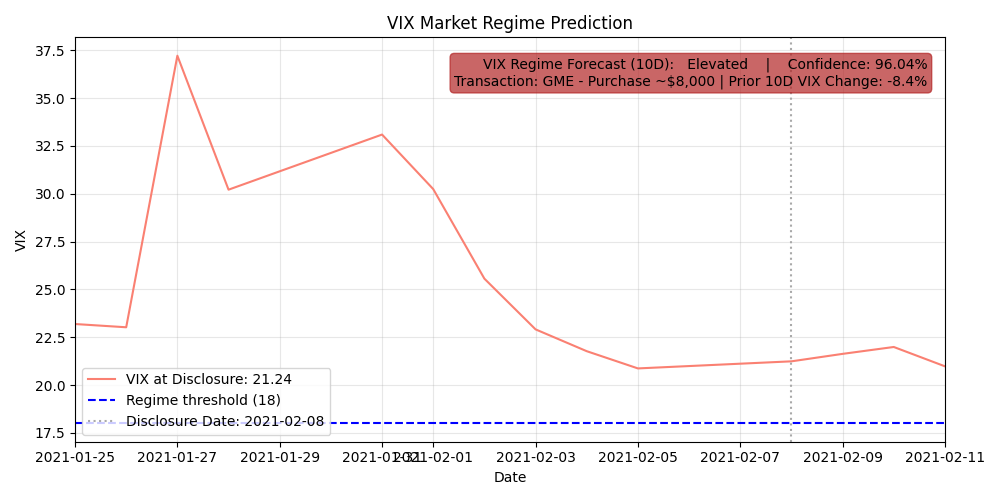 VIX Market Regime Prediction
VIX Regime Forecast (10D):   Elevated    |    Confidence: 96.04%
Transaction: GME - Purchase ~$8,000 | Prior 10D VIX Change: -8.4%
VIX
37.5
35.0
32.5
30.0
27.5
25.0
22.5
20.0
17.5
VIX at Disclosure: 21.24
Regime threshold (18)
Disclosure Date: 2021-02-08
2021-01-25
2021-01-27
2021-01-29
2021-01-31
2021-02-01
2021-02-03
2021-02-05
2021-02-07
2021-02-09
2021-02-11
Date